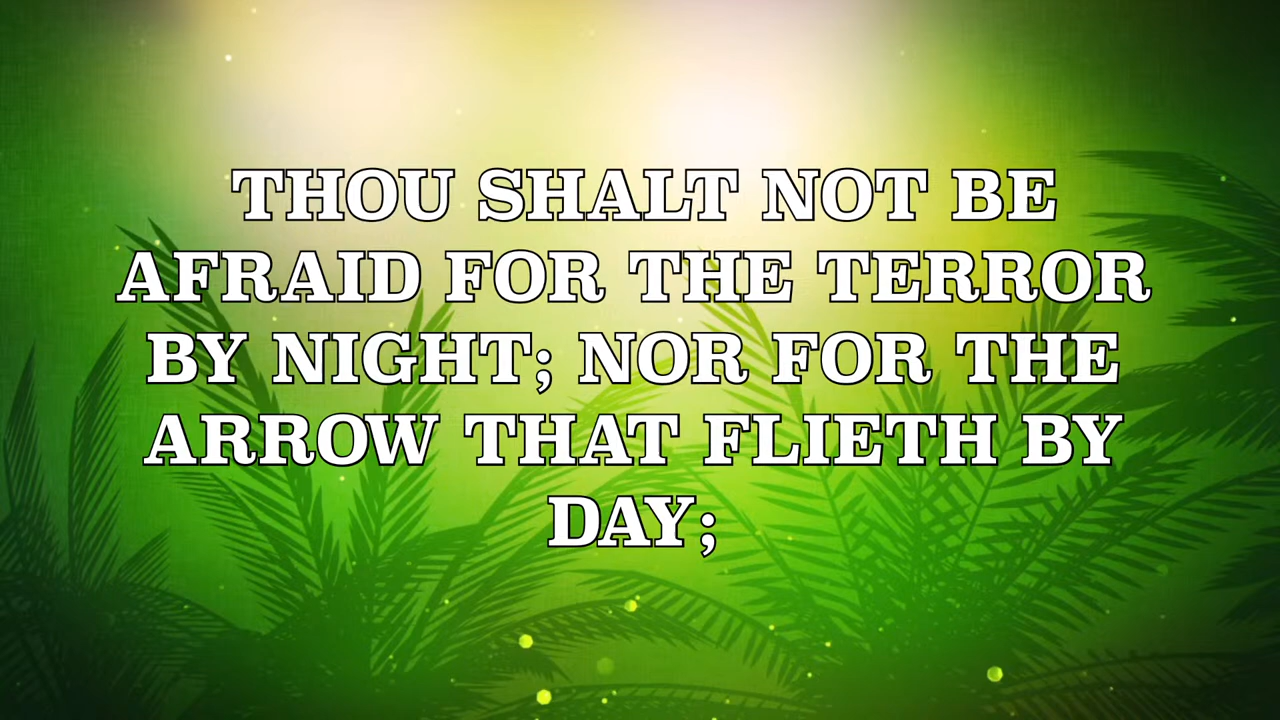 THOU SHALT NOT BE
AFRAID FOR THE TERROR
BY NIGHT; NOR FOR THE
ARROW THAT FLIETH BY
DAY;